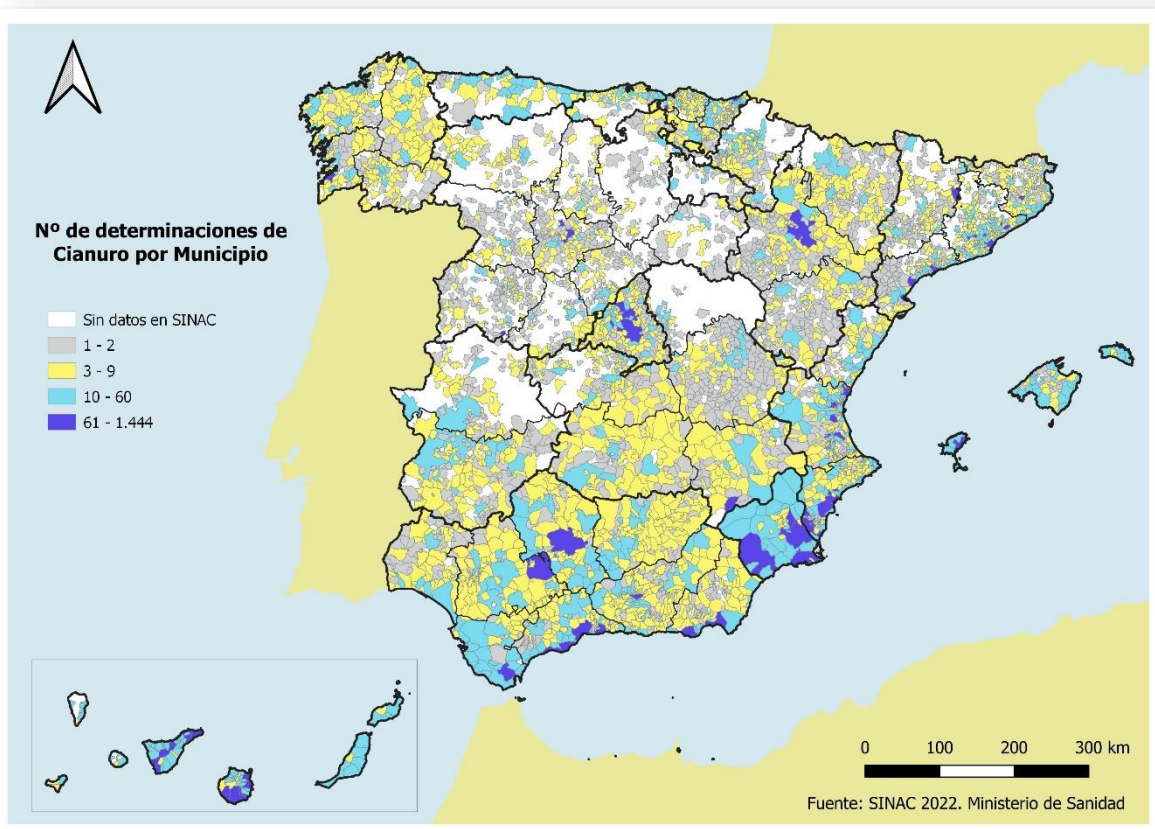 Nº de determinaciones de
Cianuro por Municipio
Sin datos en SINAC
1 - 2
3 - 9
10 - 60
61 - 1.444
0 100 200 300 km
Fuente: SINAC 2022. Ministerio de Sanidad